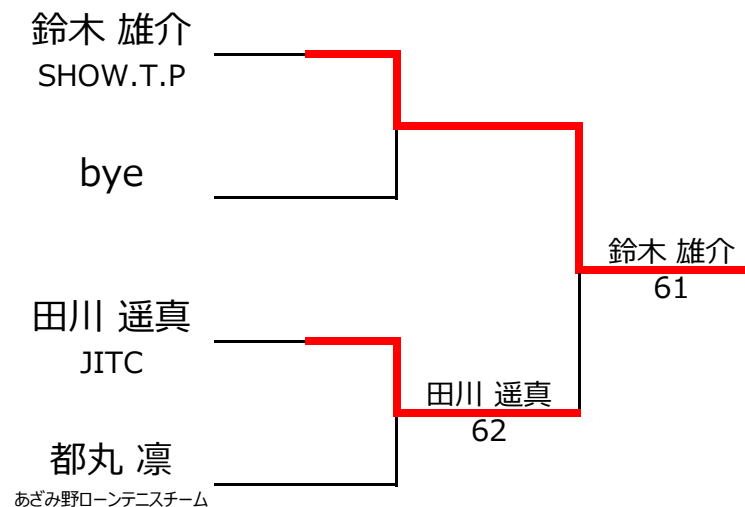 鈴木 雄介
SHOW.T.P
bye
鈴木 雄介
61
田川 遥真
JITC
田川 遥真
62
都丸 凛
あざみ野ローンテニスチーム